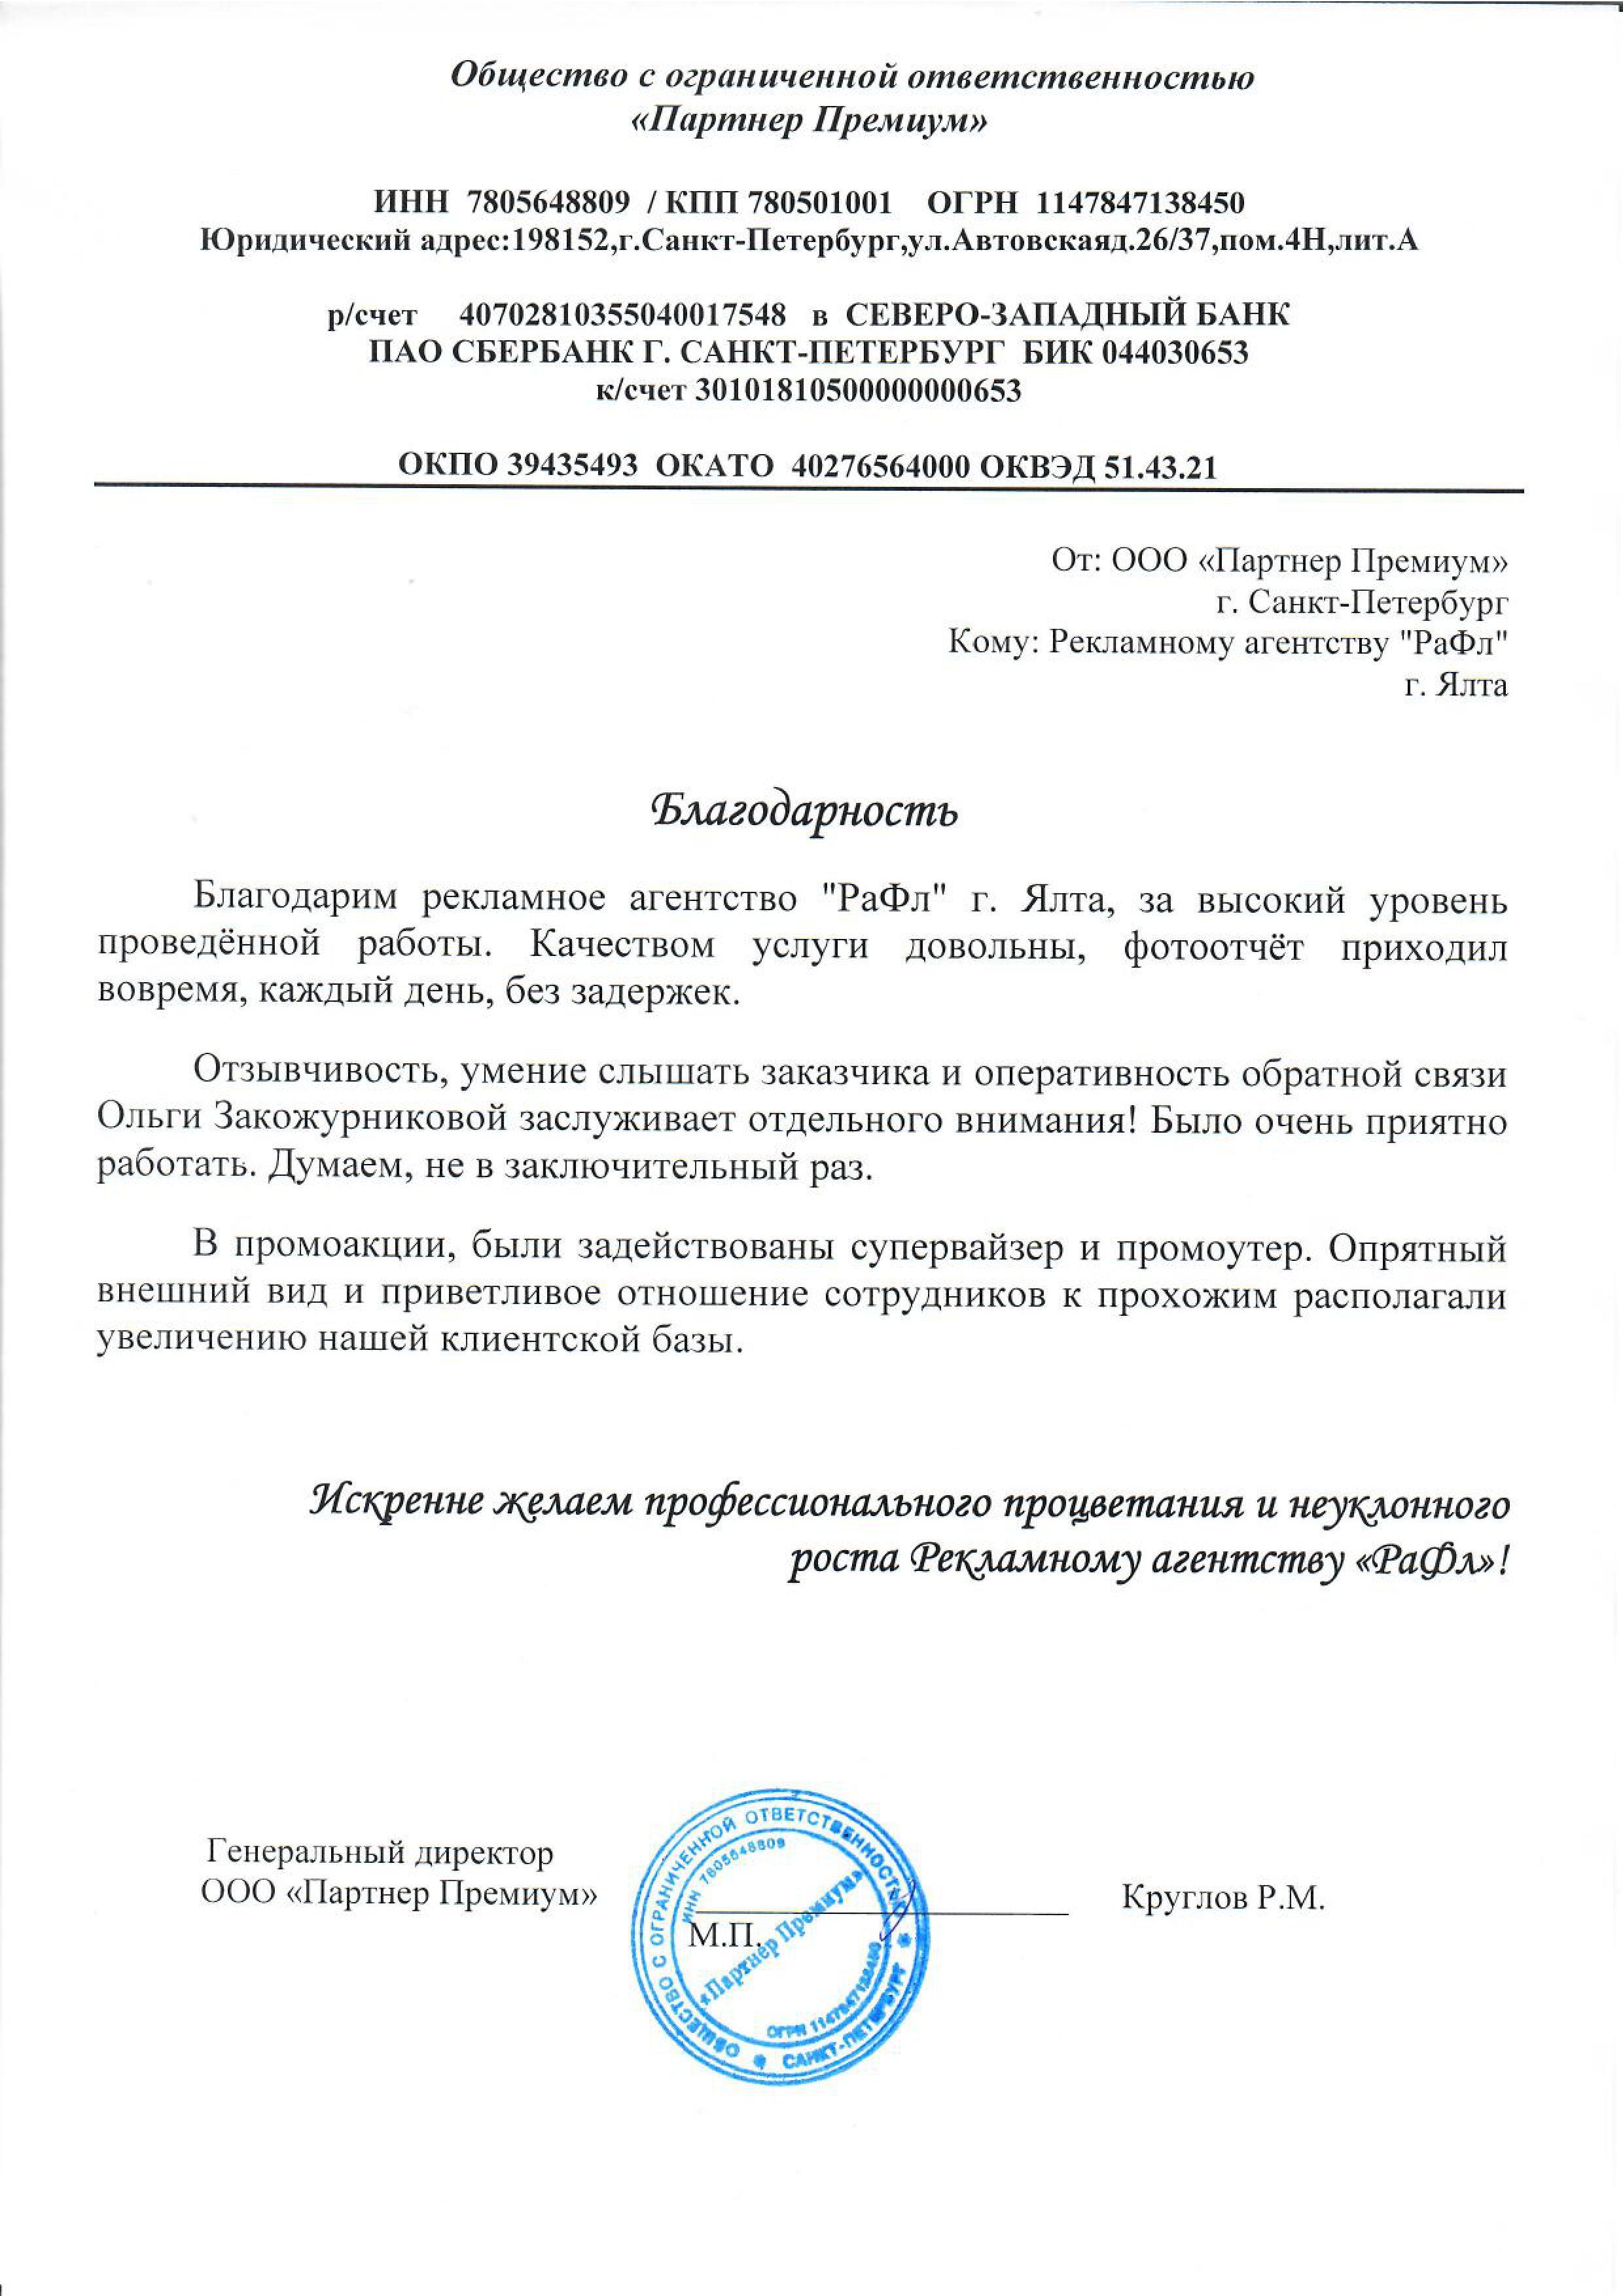 Общество с ограниченной ответственностью
«Партнер Премиум»
ИНН 7805648809 / КПП 780501001 ОГРН 1147847138450
Юридический адрес:198152,г.Санкт-Петербург,ул.Автовскаяд.26/37,пом.4Н,лит.А
р/счет 40702810355040017548 в СЕВЕРО-ЗАПАДНЫЙ БАНК
ПАО СБЕРБАНК Г. САНКТ-ПЕТЕРБУРГ БИК 044030653
к/счет 30101810500000000653
ОКПО 39435493 ОКАТО 40276564000 ОКВЭД 51.43.21
От: ООО «Партнер Премиум»
г. Санкт-Петербург
Кому: Рекламному агентству "РаФл"
г. Ялта
Благодарность
Благодарим рекламное агентство "РаФл" г. Ялта, за высокий уровень
проведённой работы. Качеством услуги довольны, фотоотчёт приходил
вовремя, каждый день, без задержек.
Отзывчивость, умение слышать заказчика и оперативность обратной связи
Ольги Закожурниковой заслуживает отдельного внимания! Было очень приятно
работать. Думаем, не в заключительный раз.
В промоакции, были задействованы супервайзер и промоутер. Опрятный
внешний вид и приветливое отношение сотрудников к прохожим располагали
увеличению нашей клиентской базы.
Искренне желаем профессионального процветания и неуклонного
роста Рекламному агентству «РаФл»!
Генеральный директор
ООО «Партнер Премиум»
Круглов Р.М.
М.П.
ОБЩЕСТВО С ОГРАНИЧЕННОЙ ОТВЕТСТВЕННОСТЬЮ
САНКТ-ПЕТЕРБУРГ
ИНН 7805648809
«Партнер Премиум»
ОГРН 1147847138450